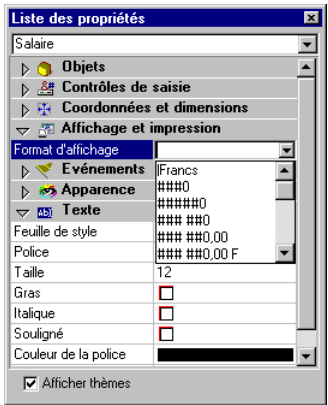 Liste des propriétés
Salaire
Objets
Contrôles de saisie
Coordonnées et dimensions
Affichage et impression
Format d'affichage
Evénements
|Francs
###0
Apparence
#####0
Texte
### ##0
Feuille de style
### ##0,00
Police
### ##0,00 F
Taille
12
Gras
Italique
Souligné
Couleur de la police
Afficher thèmes